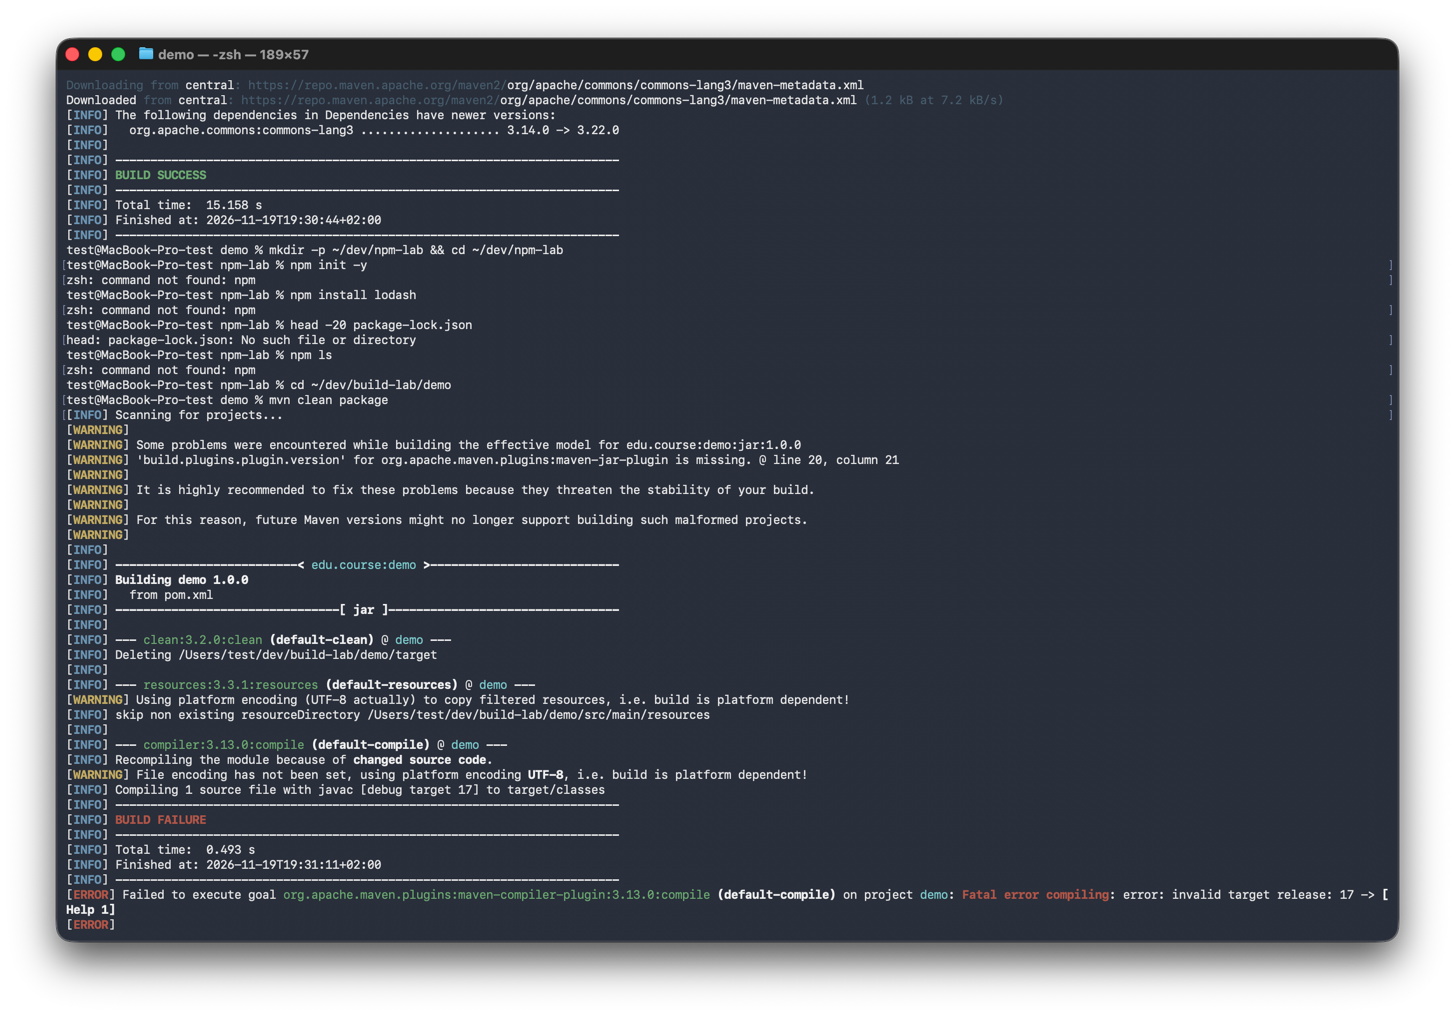 demo — -zsh — 189×57
Downloading from central: https://repo.maven.apache.org/maven2/org/apache/commons/commons-lang3/maven-metadata.xml
Downloaded from central: https://repo.maven.apache.org/maven2/org/apache/commons/commons-lang3/maven-metadata.xml (1.2 kB at 7.2 kB/s)
[INFO] The following dependencies in Dependencies have newer versions:
[INFO]   org.apache.commons:commons-lang3 .................... 3.14.0 -> 3.22.0
[INFO]
[INFO] ------------------------------------------------------------------------
[INFO] BUILD SUCCESS
[INFO] ------------------------------------------------------------------------
[INFO] Total time:  15.158 s
[INFO] Finished at: 2026-11-19T19:30:44+02:00
[INFO] ------------------------------------------------------------------------
test@MacBook-Pro-test demo % mkdir -p ~/dev/npm-lab && cd ~/dev/npm-lab
[test@MacBook-Pro-test npm-lab % npm init -y ]
[zsh: command not found: npm ]
test@MacBook-Pro-test npm-lab % npm install lodash
[zsh: command not found: npm ]
test@MacBook-Pro-test npm-lab % head -20 package-lock.json
[head: package-lock.json: No such file or directory ]
test@MacBook-Pro-test npm-lab % npm ls
[zsh: command not found: npm ]
test@MacBook-Pro-test npm-lab % cd ~/dev/build-lab/demo
[test@MacBook-Pro-test demo % mvn clean package ]
[[INFO] Scanning for projects... ]
[WARNING]
[WARNING] Some problems were encountered while building the effective model for edu.course:demo:jar:1.0.0
[WARNING] 'build.plugins.plugin.version' for org.apache.maven.plugins:maven-jar-plugin is missing. @ line 20, column 21
[WARNING]
[WARNING] It is highly recommended to fix these problems because they threaten the stability of your build.
[WARNING]
[WARNING] For this reason, future Maven versions might no longer support building such malformed projects.
[WARNING]
[INFO]
[INFO] --------------------------< edu.course:demo >---------------------------
[INFO] Building demo 1.0.0
[INFO]   from pom.xml
[INFO] --------------------------------[ jar ]---------------------------------
[INFO]
[INFO] --- clean:3.2.0:clean (default-clean) @ demo ---
[INFO] Deleting /Users/test/dev/build-lab/demo/target
[INFO]
[INFO] --- resources:3.3.1:resources (default-resources) @ demo ---
[WARNING] Using platform encoding (UTF-8 actually) to copy filtered resources, i.e. build is platform dependent!
[INFO] skip non existing resourceDirectory /Users/test/dev/build-lab/demo/src/main/resources
[INFO]
[INFO] --- compiler:3.13.0:compile (default-compile) @ demo ---
[INFO] Recompiling the module because of changed source code.
[WARNING] File encoding has not been set, using platform encoding UTF-8, i.e. build is platform dependent!
[INFO] Compiling 1 source file with javac [debug target 17] to target/classes
[INFO] ------------------------------------------------------------------------
[INFO] BUILD FAILURE
[INFO] ------------------------------------------------------------------------
[INFO] Total time:  0.493 s
[INFO] Finished at: 2026-11-19T19:31:11+02:00
[INFO] ------------------------------------------------------------------------
[ERROR] Failed to execute goal org.apache.maven.plugins:maven-compiler-plugin:3.13.0:compile (default-compile) on project demo: Fatal error compiling: error: invalid target release: 17 -> [
Help 1]
[ERROR]